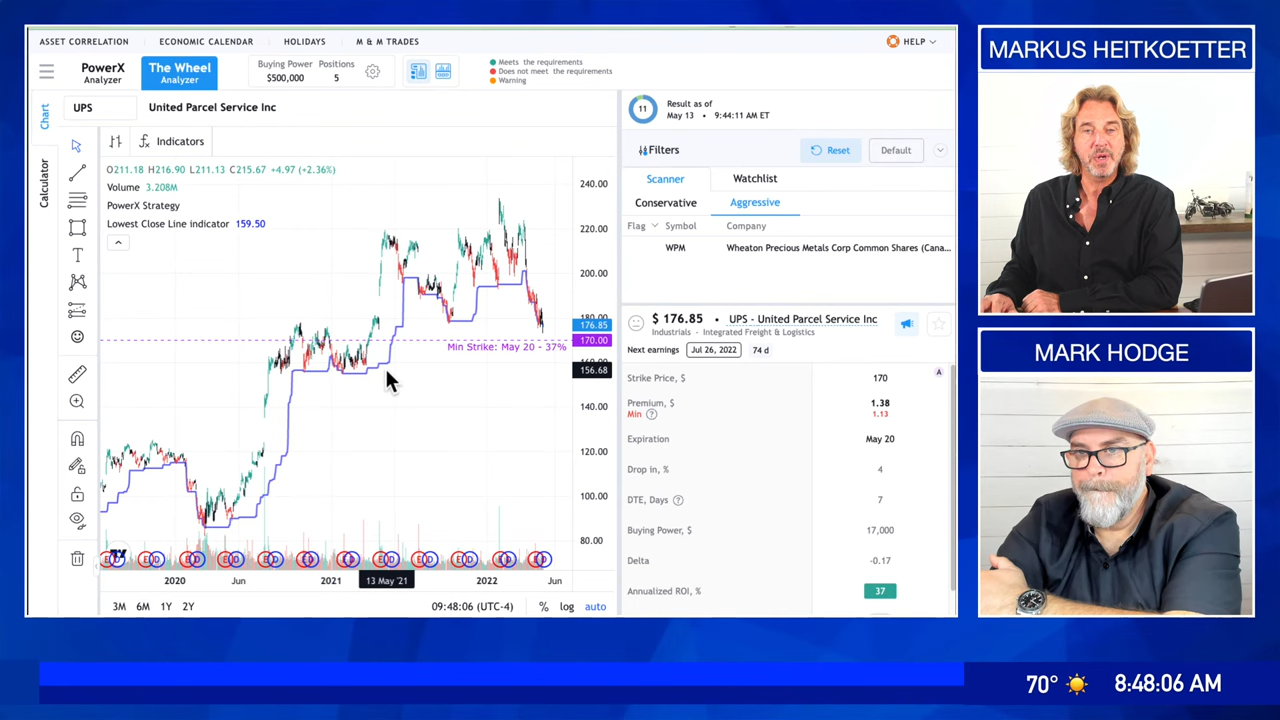 ASSET CORRELATION ECONOMIC CALENDAR HOLIDAYS M & M TRADES HELP
PowerX Analyzer
The Wheel Analyzer
Buying Power $500,000
Positions 5
Meets the requirements
Does not meet the requirements
Warning
Chart
Calculator
UPS United Parcel Service Inc
Indicators
O211.18 H216.90 L211.13 C215.67 +4.97 (+2.36%)
Volume 3.208M
PowerX Strategy
Lowest Close Line indicator 159.50
240.00
220.00
200.00
180.00
176.85
170.00
Min Strike: May 20 - 37%
160.00
156.68
140.00
120.00
100.00
80.00
2020 Jun 2021 13 May '21 2022 Jun
3M 6M 1Y 2Y 09:48:06 (UTC-4) % log auto
11
Result as of
May 13 • 9:44:11 AM ET
Filters Reset Default
Scanner Watchlist
Conservative Aggressive
Flag Symbol Company
WPM Wheaton Precious Metals Corp Common Shares (Cana...
$ 176.85 • UPS - United Parcel Service Inc
Industrials • Integrated Freight & Logistics
Next earnings Jul 26, 2022 74 d
A
Strike Price, $ 170
Premium, $ 1.38
Min ? 1.13
Expiration May 20
Drop in, % 4
DTE, Days ? 7
Buying Power, $ 17,000
Delta -0.17
Annualized ROI, % 37
MARKUS HEITKOETTER
MARK HODGE
70° 8:48:06 AM